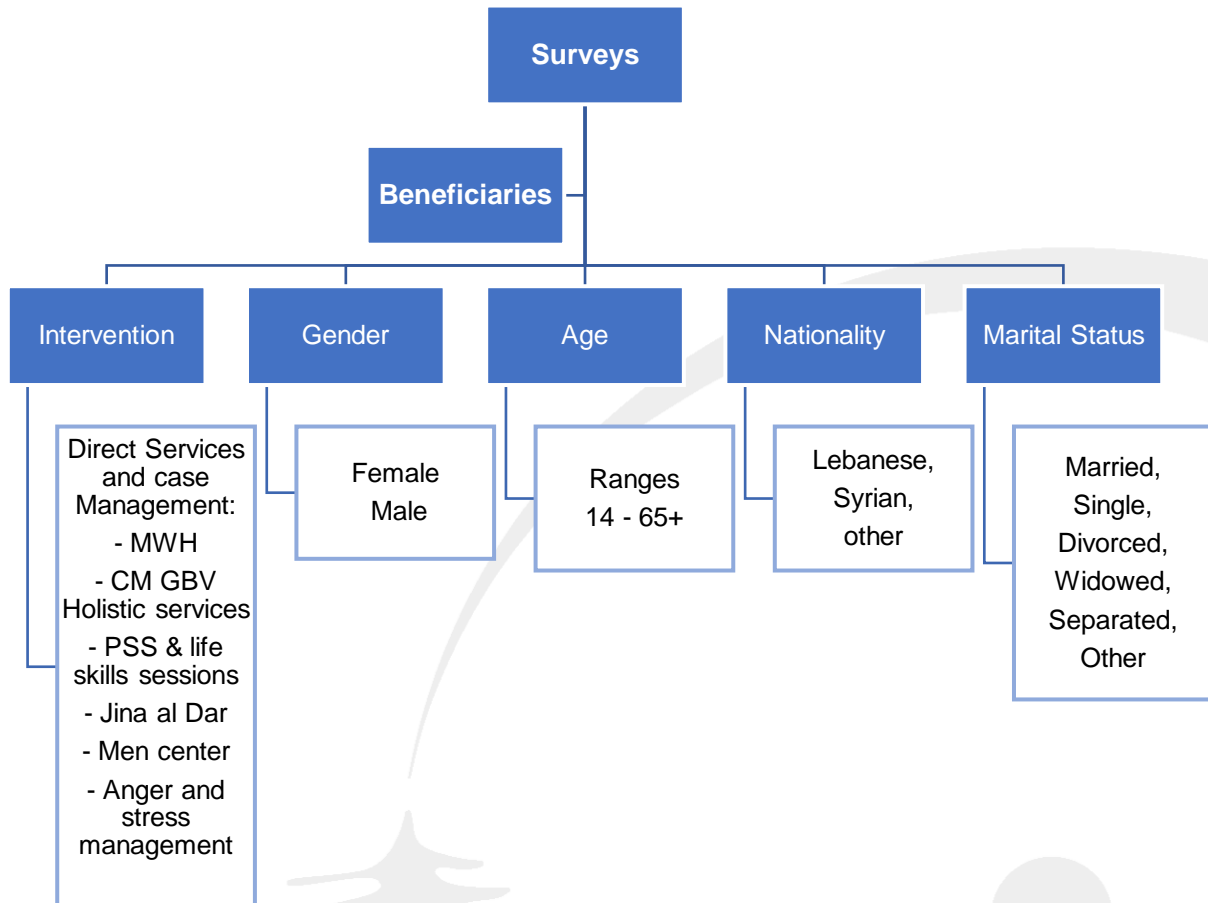 Surveys
Beneficiaries
Intervention
Gender
Age
Nationality
Marital Status
Direct Services
and case
Management:
- MWH
- CM GBV
Holistic services
- PSS & life
skills sessions
- Jina al Dar
- Men center
- Anger and
stress
management
Female
Male
Ranges
14 - 65+
Lebanese,
Syrian,
other
Married,
Single,
Divorced,
Widowed,
Separated,
Other